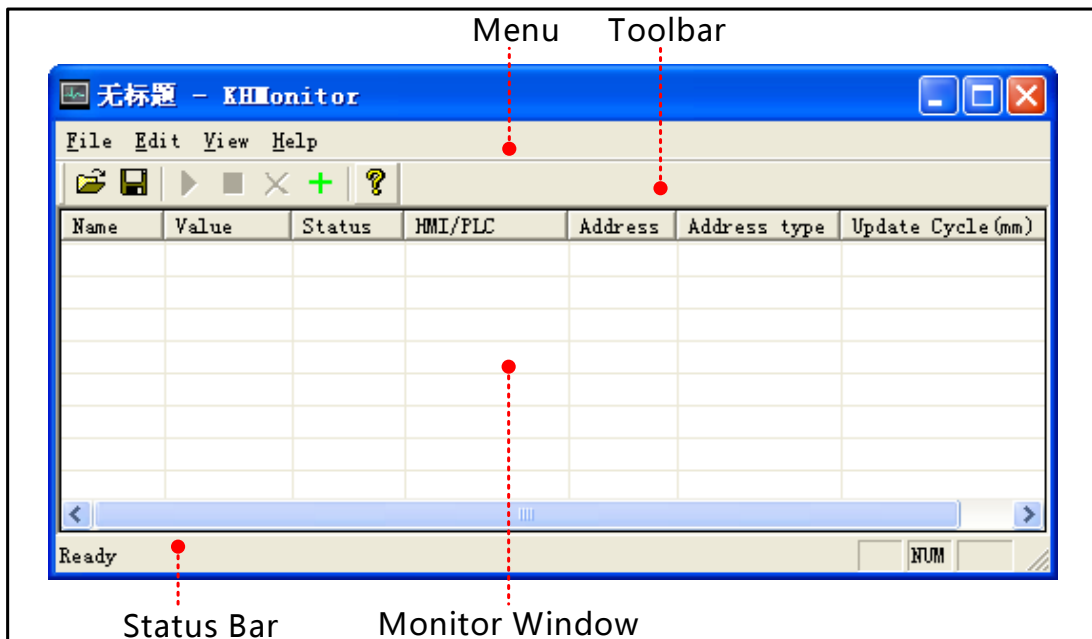 Menu Toolbar
无标题 - KHMonitor
File Edit View Help
Name Value Status HMI/PLC Address Address type Update Cycle(mm)
Ready NUM
Status Bar Monitor Window